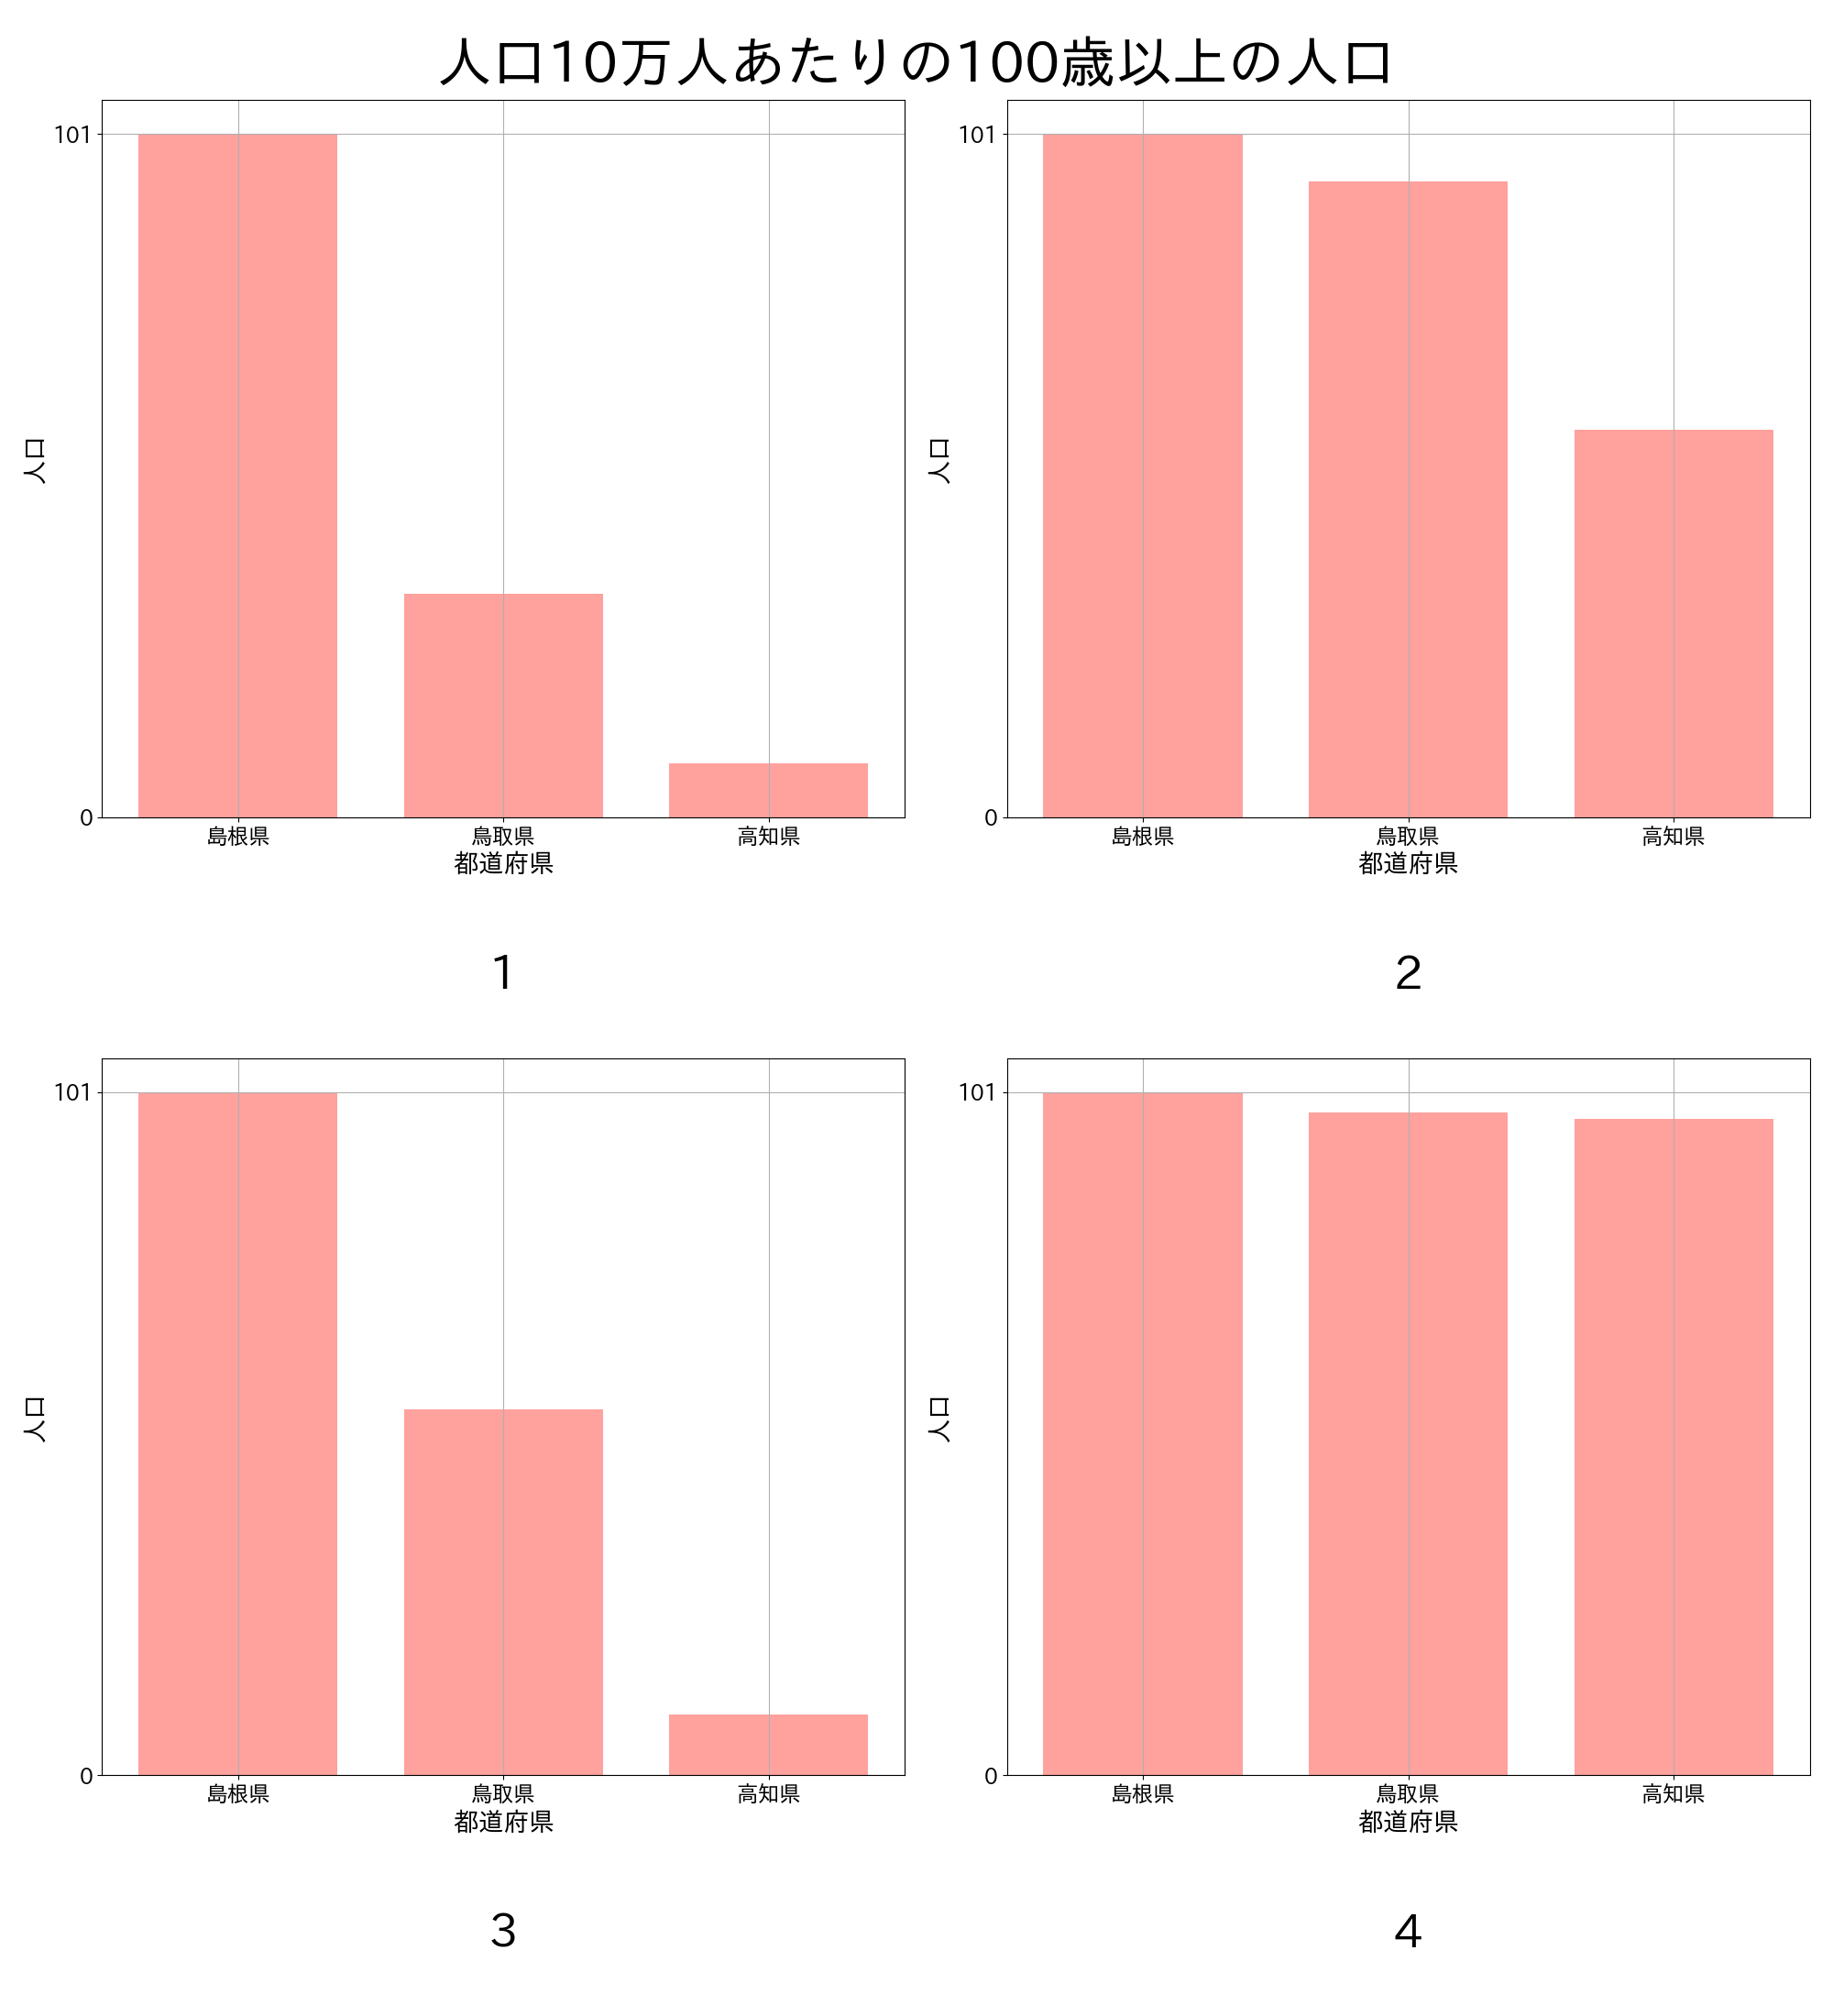 人口10万人あたりの100歳以上の人口
101
0
人口
島根県 鳥取県 高知県
都道府県
1
101
0
人口
島根県 鳥取県 高知県
都道府県
2
101
0
人口
島根県 鳥取県 高知県
都道府県
3
101
0
人口
島根県 鳥取県 高知県
都道府県
4